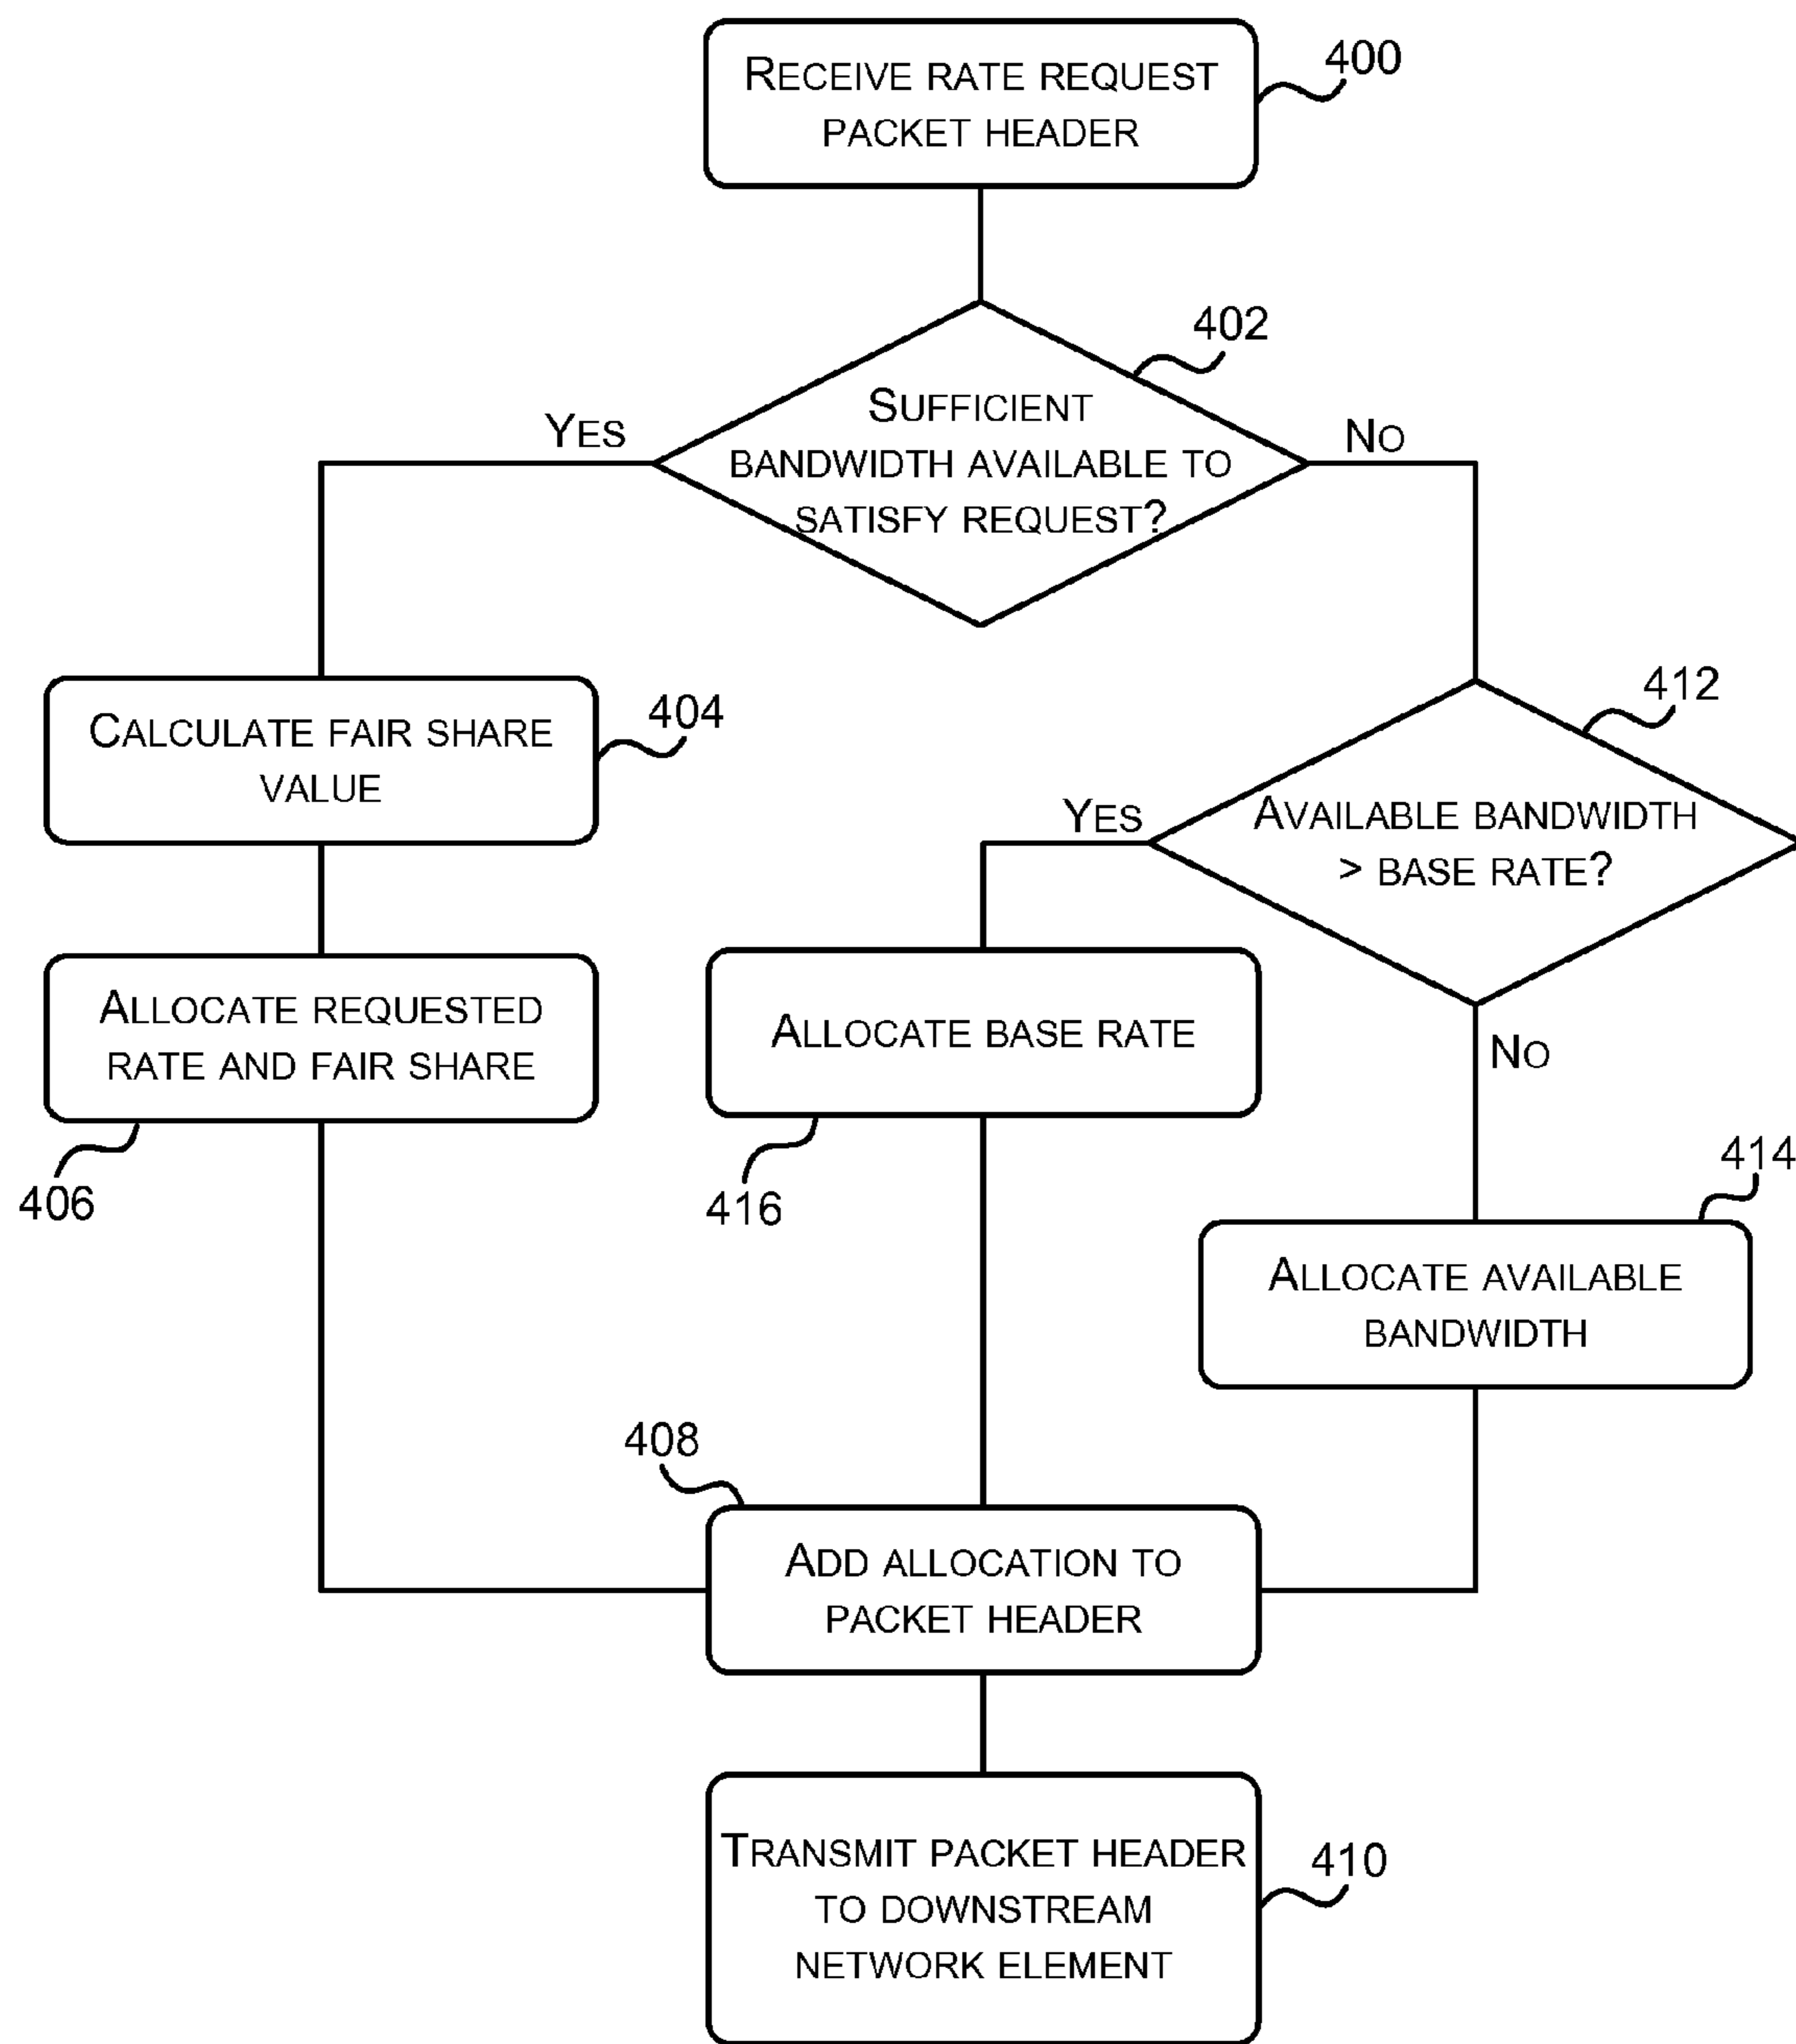 RECEIVE RATE REQUEST
PACKET HEADER
400
402
SUFFICIENT
BANDWIDTH AVAILABLE TO
SATISFY REQUEST?
YES
NO
CALCULATE FAIR SHARE
VALUE
404
412
AVAILABLE BANDWIDTH
> BASE RATE?
YES
NO
ALLOCATE REQUESTED
RATE AND FAIR SHARE
406
ALLOCATE BASE RATE
416
414
ALLOCATE AVAILABLE
BANDWIDTH
408
ADD ALLOCATION TO
PACKET HEADER
TRANSMIT PACKET HEADER
TO DOWNSTREAM
NETWORK ELEMENT
410